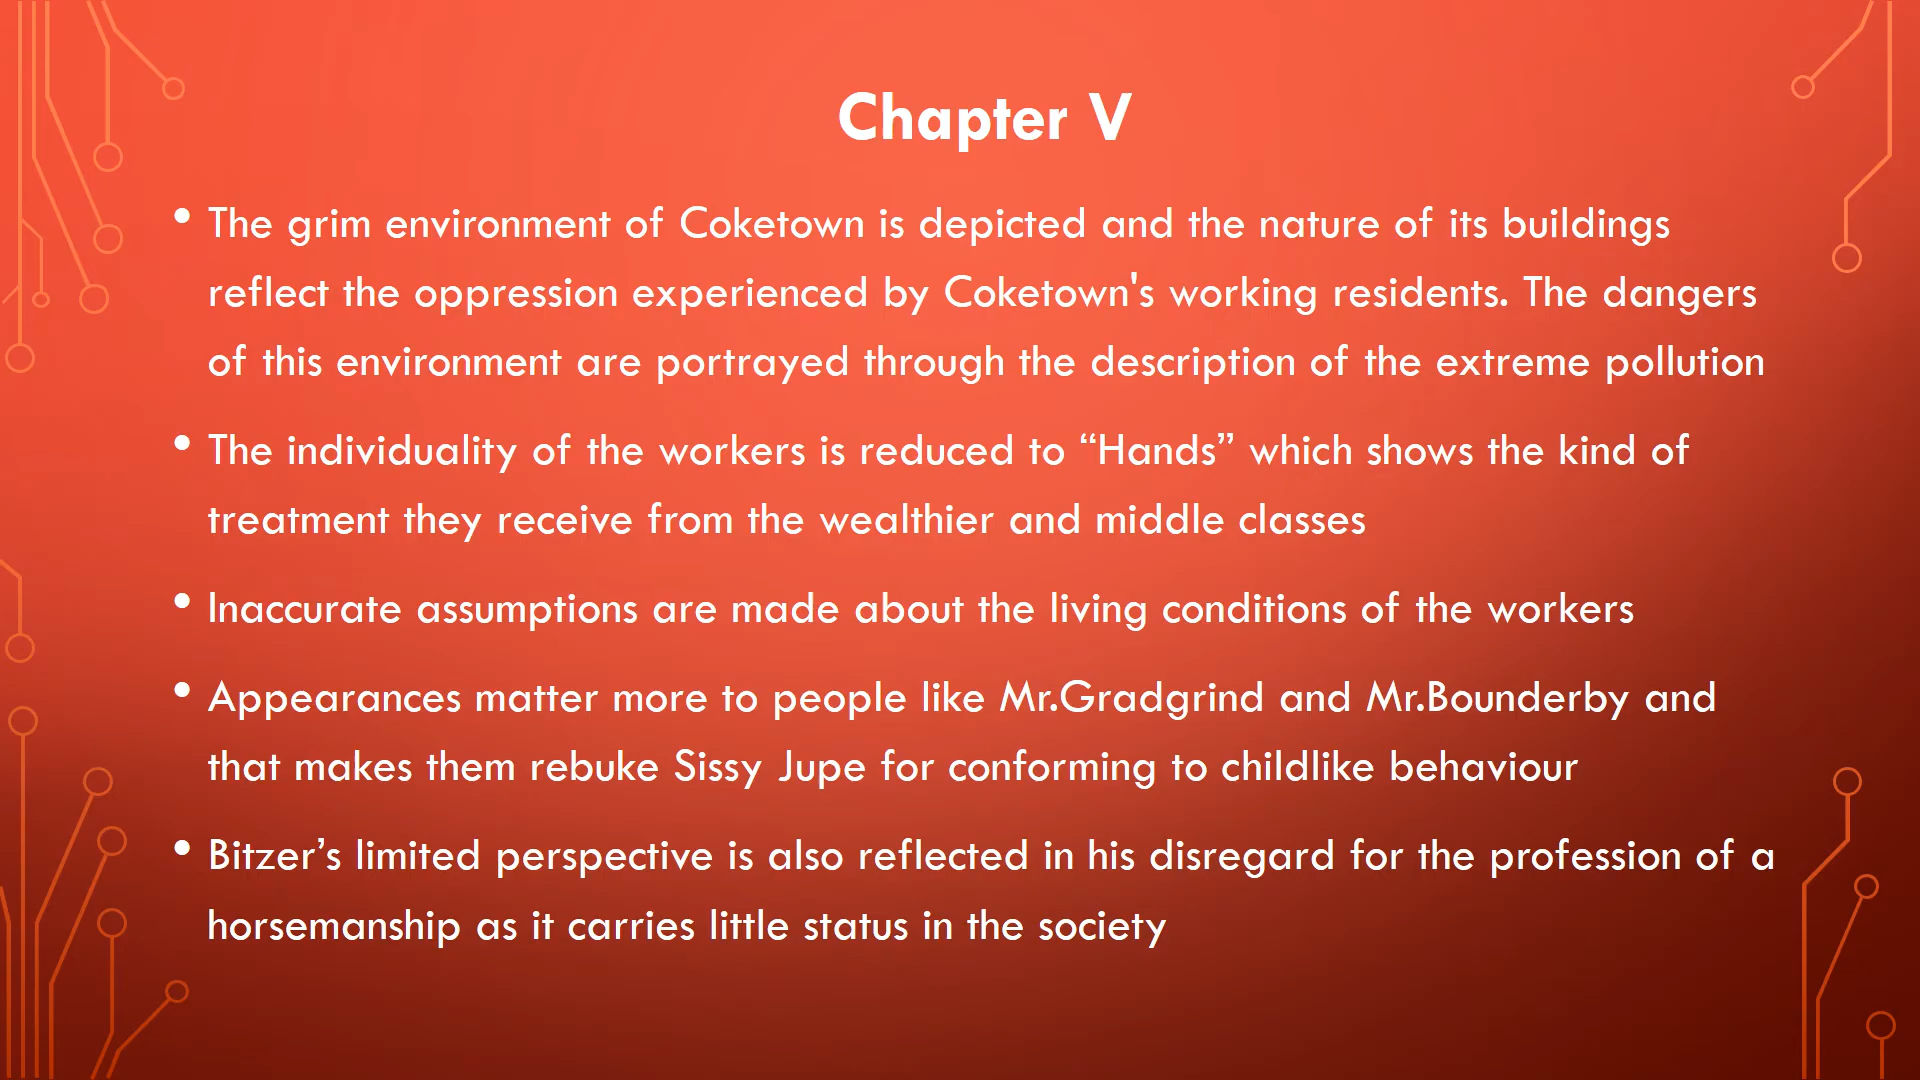 Chapter V
• The grim environment of Coketown is depicted and the nature of its buildings
reflect the oppression experienced by Coketown's working residents. The dangers
of this environment are portrayed through the description of the extreme pollution
• The individuality of the workers is reduced to “Hands” which shows the kind of
treatment they receive from the wealthier and middle classes
• Inaccurate assumptions are made about the living conditions of the workers
• Appearances matter more to people like Mr.Gradgrind and Mr.Bounderby and
that makes them rebuke Sissy Jupe for conforming to childlike behaviour
• Bitzer’s limited perspective is also reflected in his disregard for the profession of a
horsemanship as it carries little status in the society